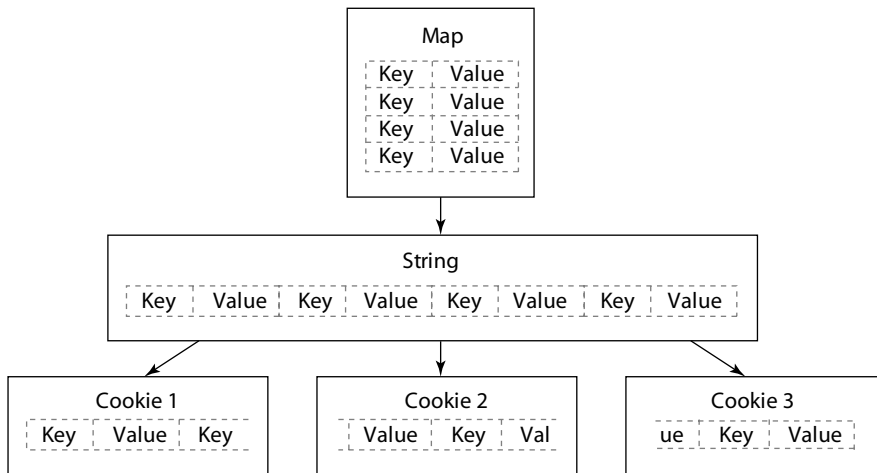 Map
Key Value
Key Value
Key Value
Key Value
String
Key Value Key Value Key Value Key Value
Cookie 1
Key Value Key
Cookie 2
Value Key Val
Cookie 3
ue Key Value